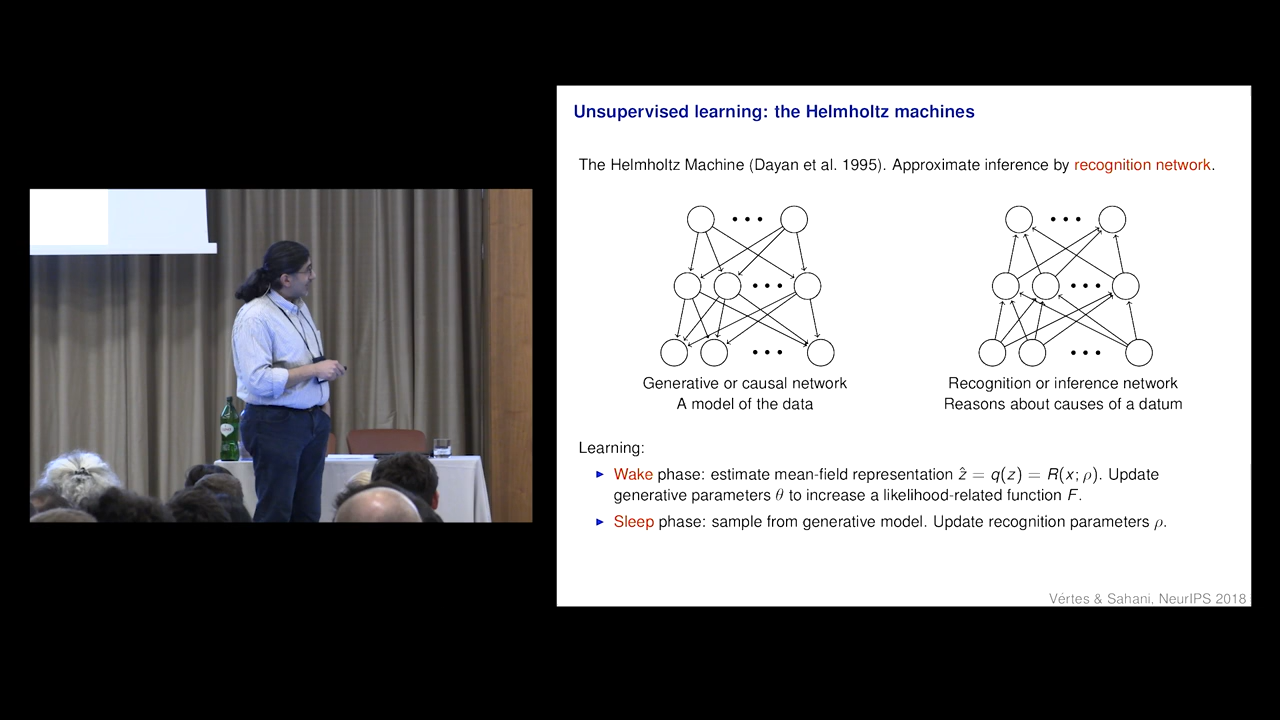 Unsupervised learning: the Helmholtz machines
The Helmholtz Machine (Dayan et al. 1995). Approximate inference by recognition network.
Generative or causal network
A model of the data
Recognition or inference network
Reasons about causes of a datum
Learning:
► Wake phase: estimate mean-field representation ẑ = q(z) = R(x; ρ). Update
generative parameters θ to increase a likelihood-related function F.
► Sleep phase: sample from generative model. Update recognition parameters ρ.
Vértes & Sahani, NeurIPS 2018